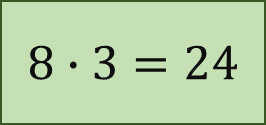 8 · 3 = 24